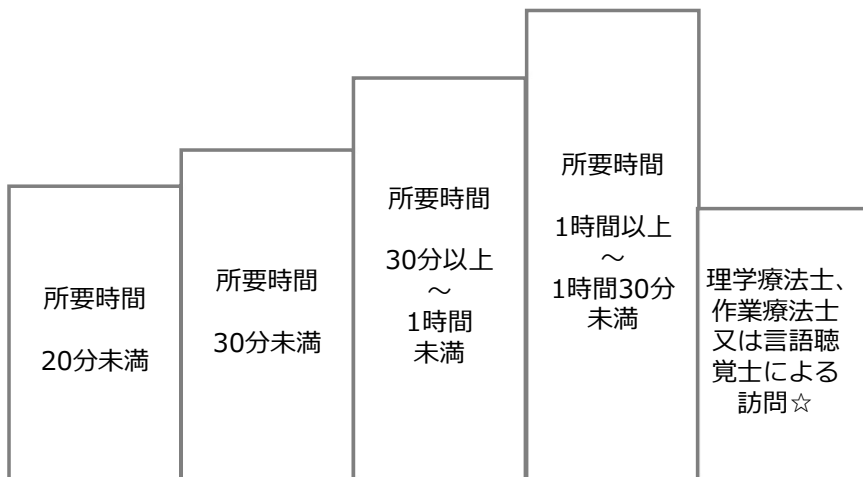 所要時間
20分未満
所要時間
30分未満
所要時間
30分以上
～
1時間
未満
所要時間
1時間以上
～
1時間30分
未満
理学療法士、
作業療法士
又は言語聴
覚士による
訪問☆